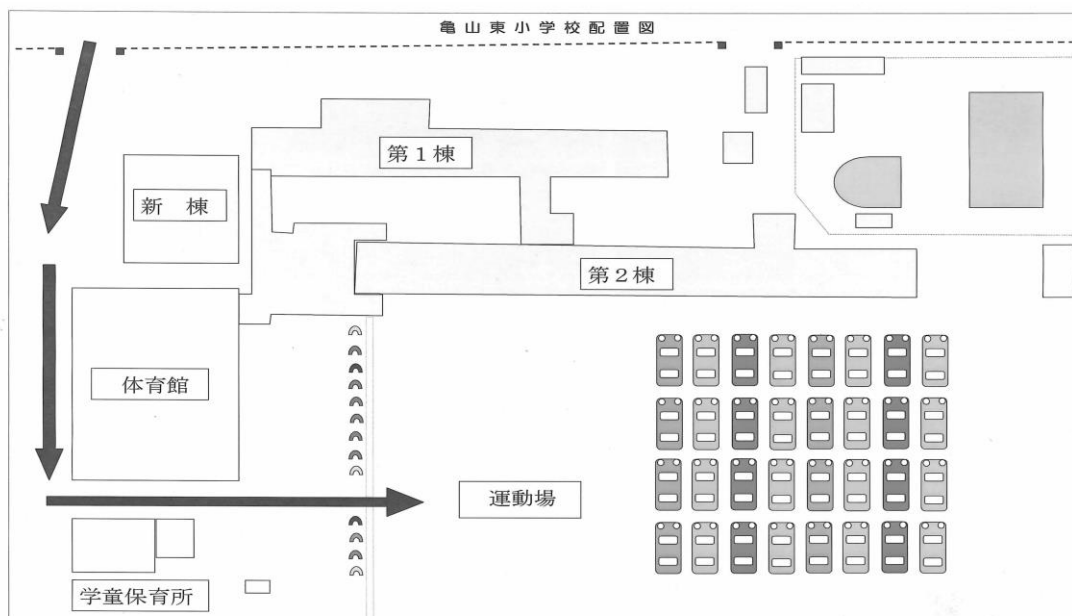 亀山東小学校配置図
第1棟
新 棟
第2棟
体育館
運動場
学童保育所